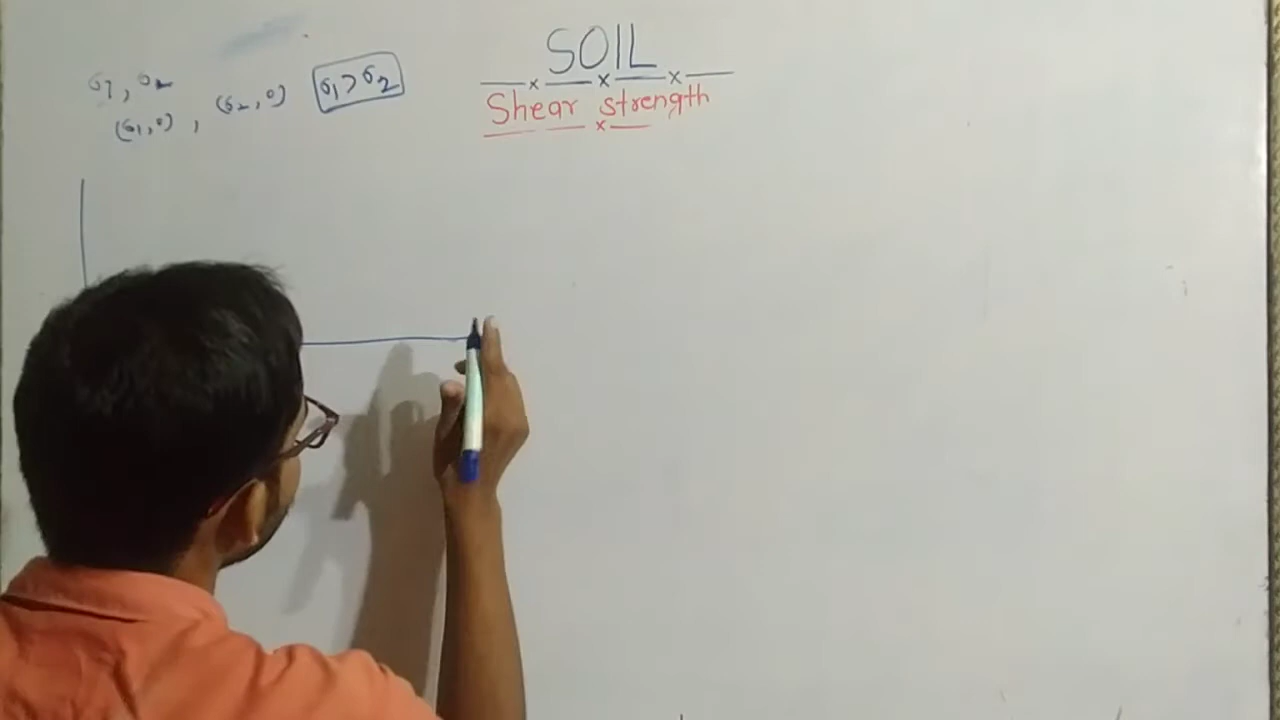 SOIL
Shear strength
σ1, σ2
(σ1,0), (σ2,0) σ1>σ2